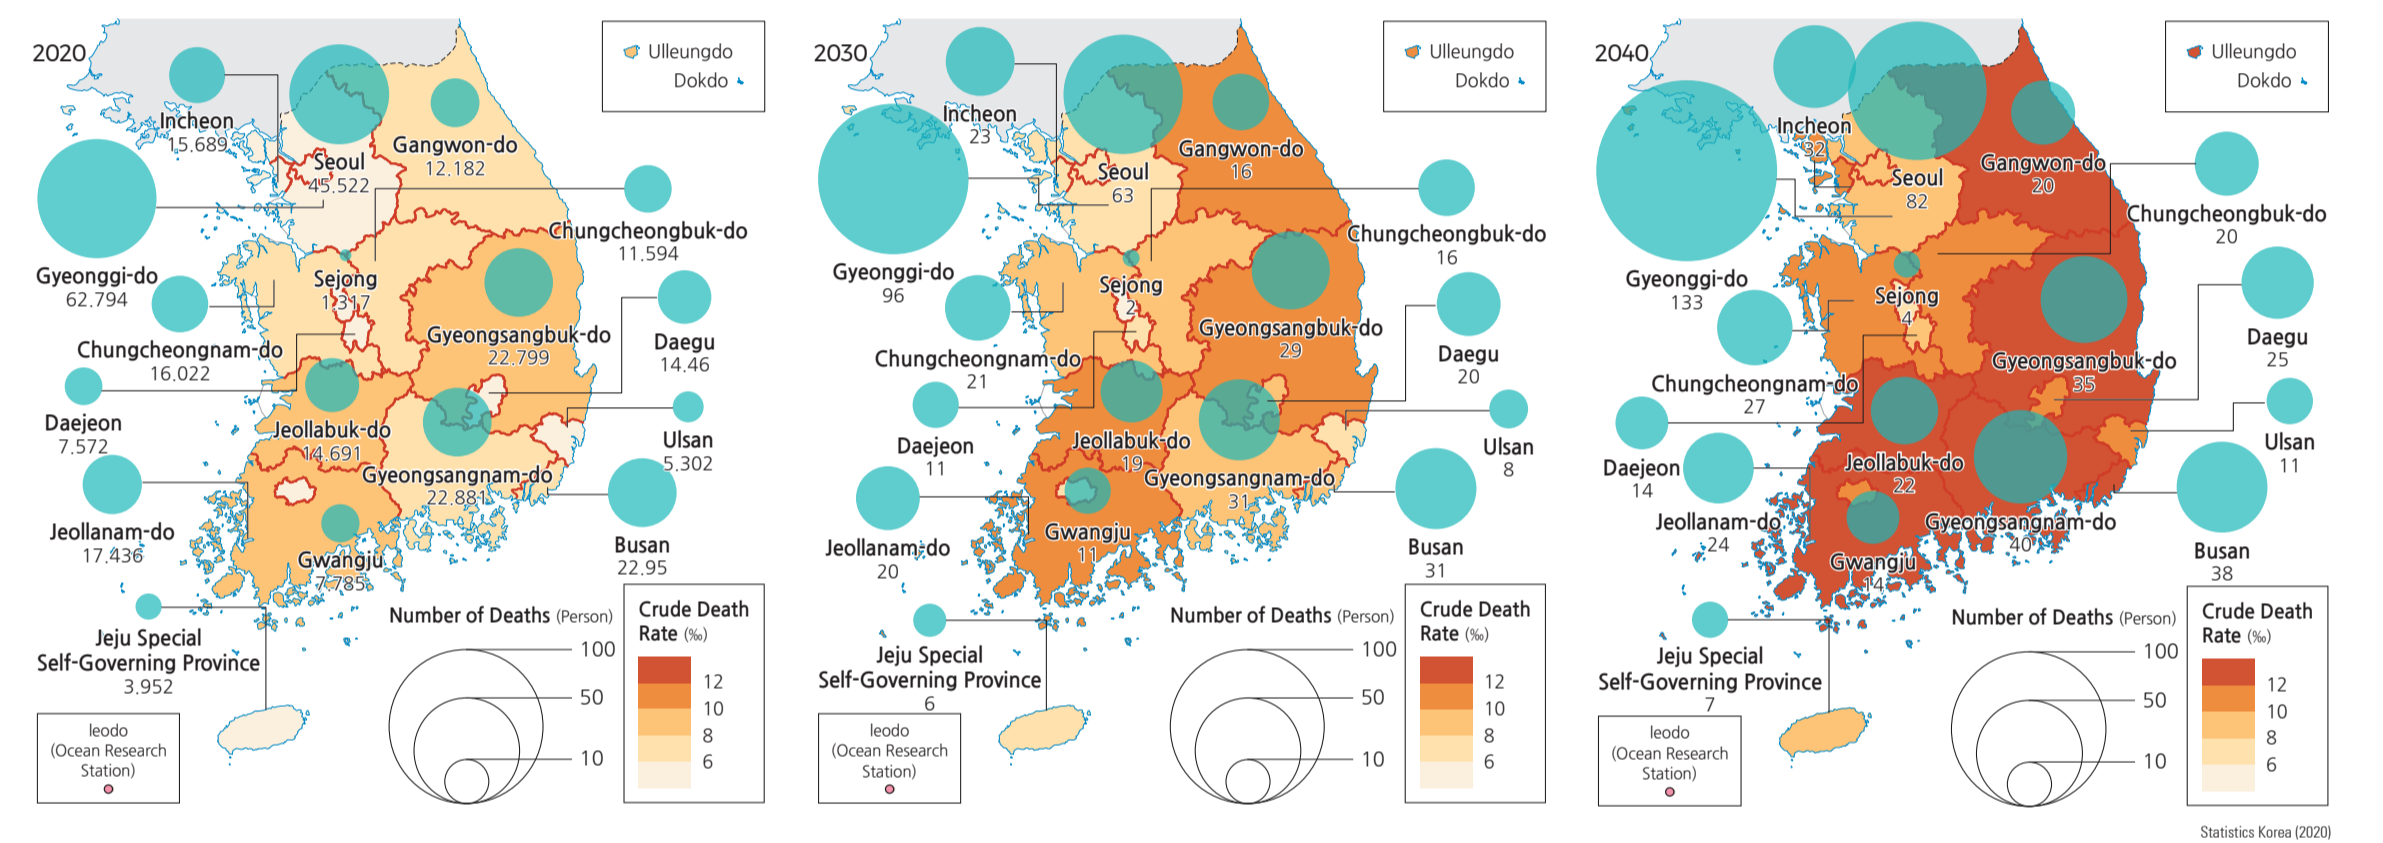 2020
Ulleungdo
Dokdo
Incheon
15.689
Seoul
45.522
Gangwon-do
12.182
Chungcheongbuk-do
11.594
Gyeonggi-do
62.794
Sejong
1.317
Chungcheongnam-do
16.022
Gyeongsangbuk-do
22.799
Daegu
14.46
Daejeon
7.572
Jeollabuk-do
14.691
Ulsan
5.302
Gyeongsangnam-do
22.881
Jeollanam-do
17.436
Gwangju
7.785
Busan
22.95
Jeju Special
Self-Governing Province
3.952
Ieodo
(Ocean Research
Station)
Number of Deaths (Person)
100
50
10
Crude Death
Rate (‰)
12
10
8
6
2030
Ulleungdo
Dokdo
Incheon
23
Seoul
63
Gangwon-do
16
Chungcheongbuk-do
16
Gyeonggi-do
96
Sejong
2
Chungcheongnam-do
21
Gyeongsangbuk-do
29
Daegu
20
Daejeon
11
Jeollabuk-do
19
Ulsan
8
Gyeongsangnam-do
31
Jeollanam-do
20
Gwangju
11
Busan
31
Jeju Special
Self-Governing Province
6
Ieodo
(Ocean Research
Station)
Number of Deaths (Person)
100
50
10
Crude Death
Rate (‰)
12
10
8
6
2040
Ulleungdo
Dokdo
Incheon
32
Seoul
82
Gangwon-do
20
Chungcheongbuk-do
20
Gyeonggi-do
133
Sejong
4
Chungcheongnam-do
27
Gyeongsangbuk-do
35
Daegu
25
Daejeon
14
Jeollabuk-do
22
Ulsan
11
Gyeongsangnam-do
40
Jeollanam-do
24
Gwangju
14
Busan
38
Jeju Special
Self-Governing Province
7
Ieodo
(Ocean Research
Station)
Number of Deaths (Person)
100
50
10
Crude Death
Rate (‰)
12
10
8
6
Statistics Korea (2020)